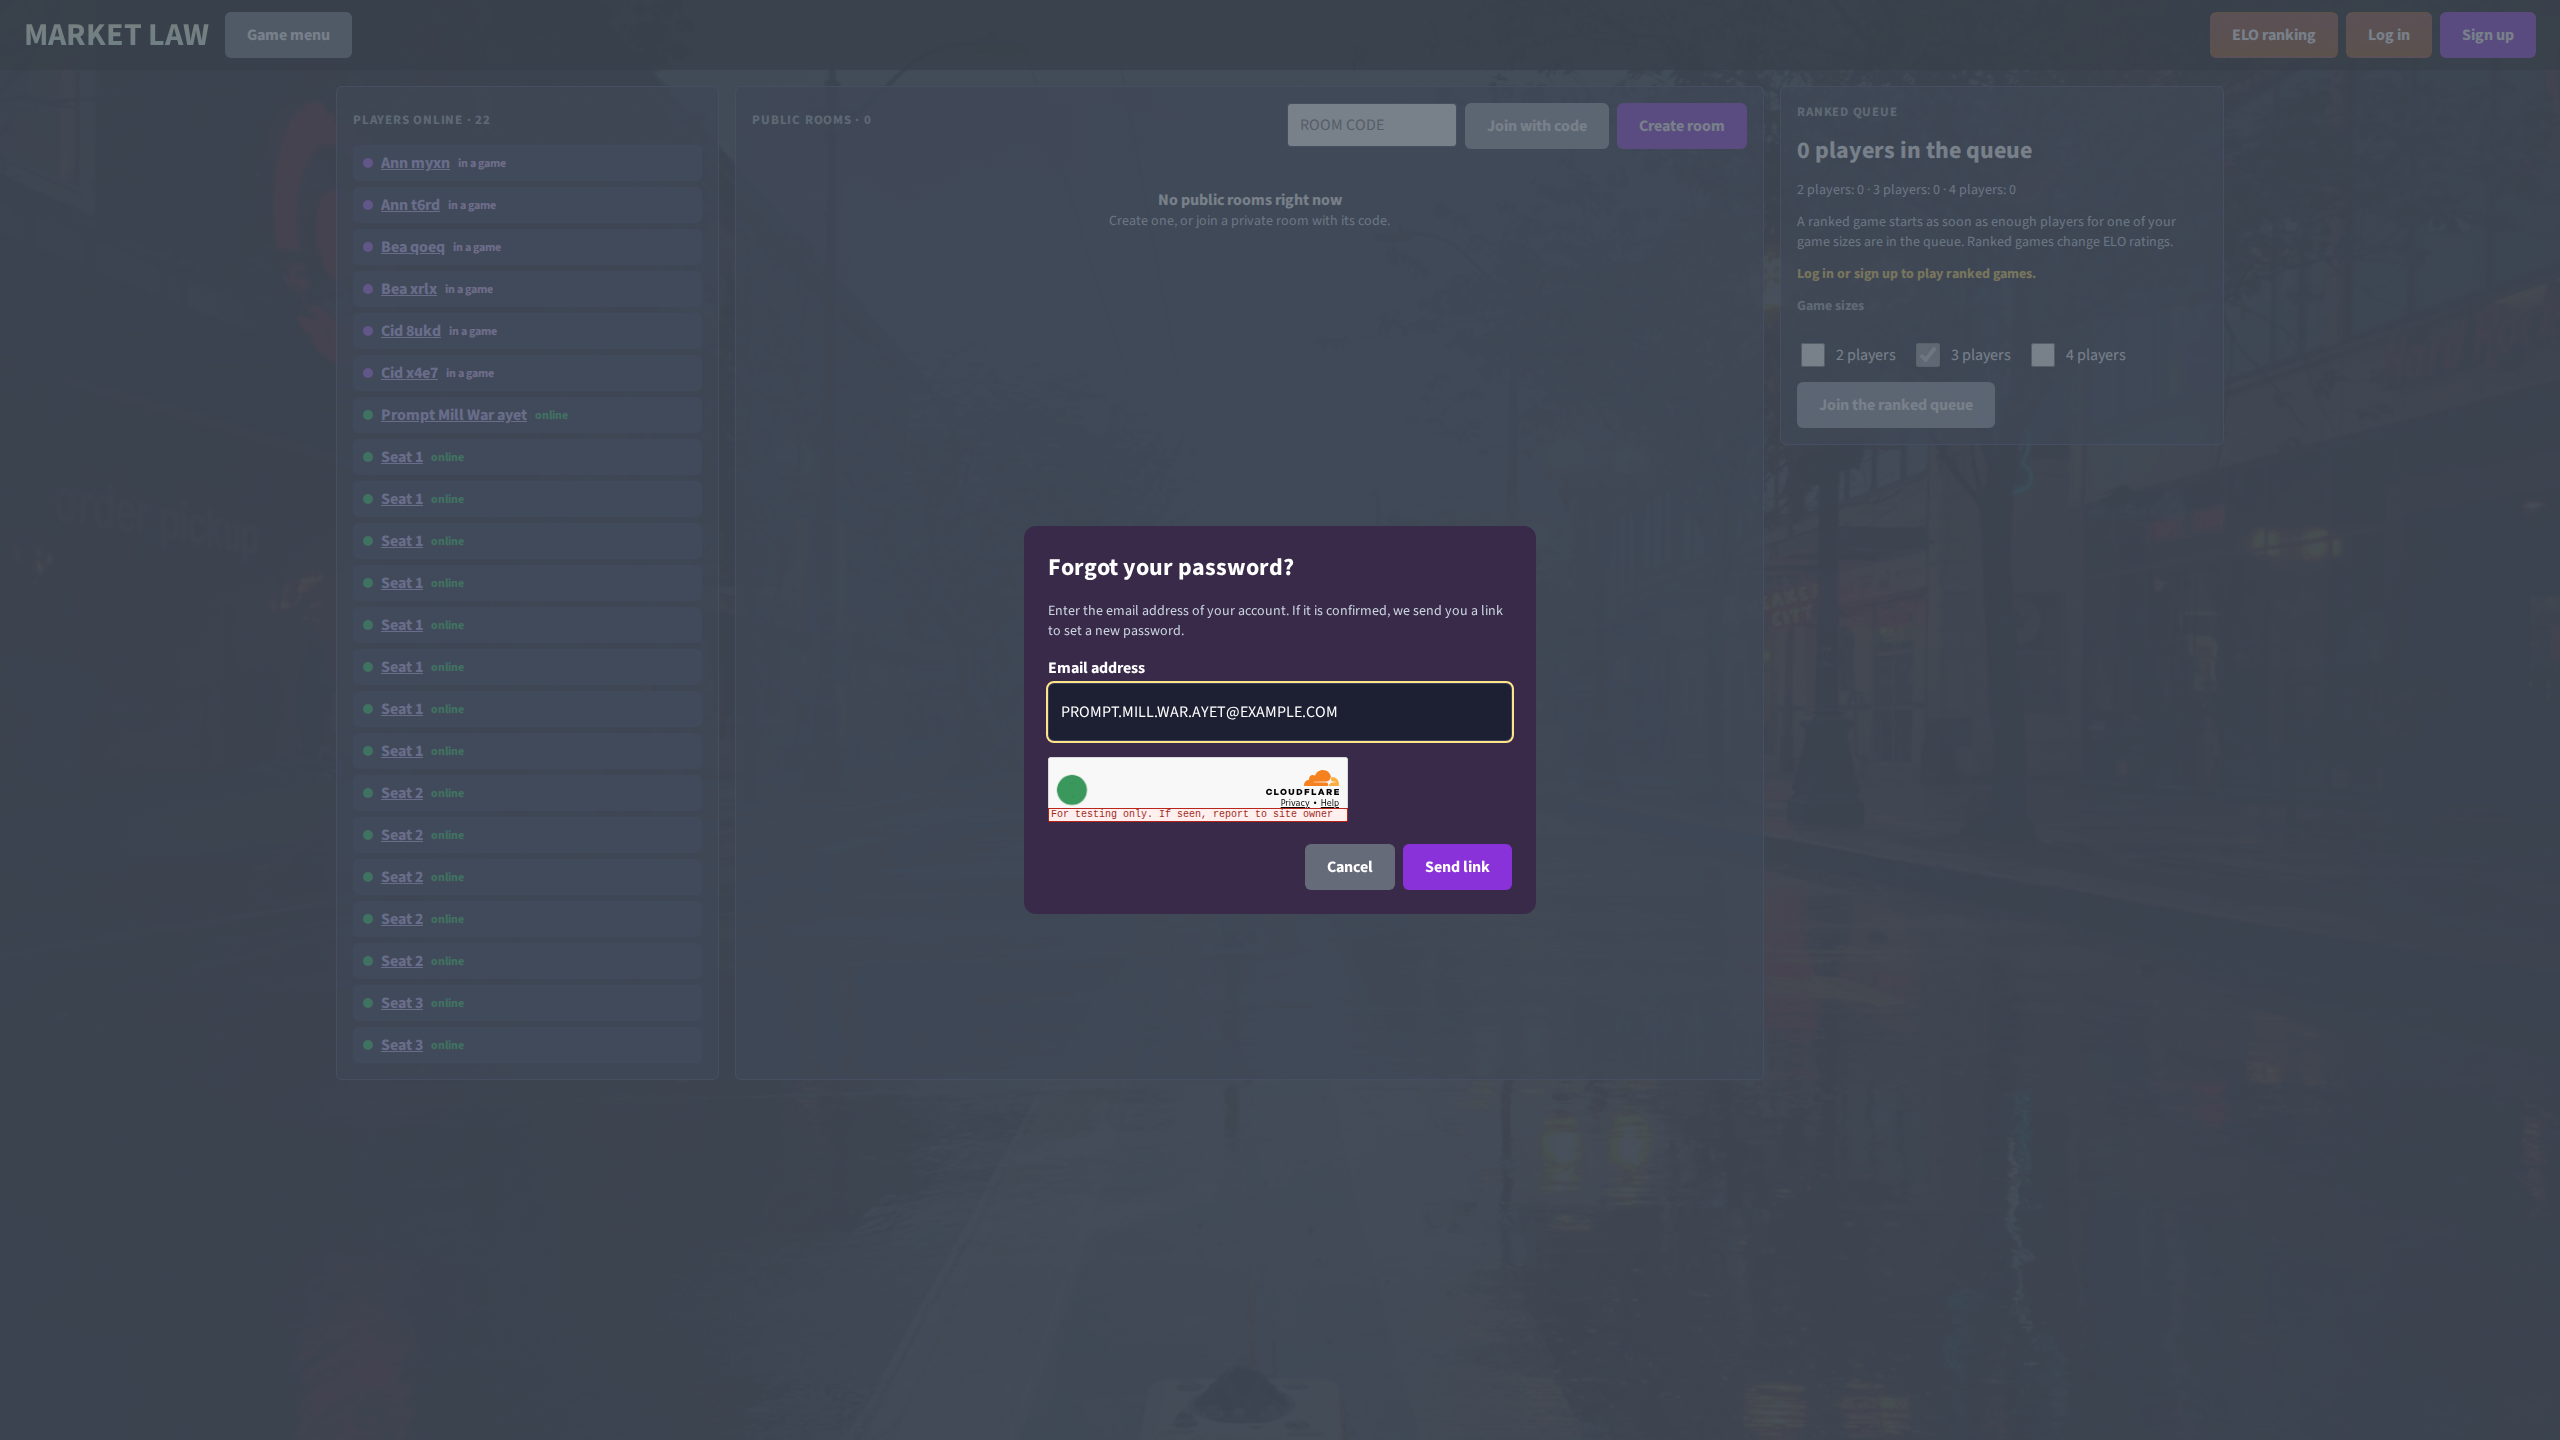 MARKET LAW
Game menu
ELO ranking
Log in
Sign up
PLAYERS ONLINE · 22
Ann myxn in a game
Ann t6rd in a game
Bea qoeq in a game
Bea xrlx in a game
Cid 8ukd in a game
Cid x4e7 in a game
Prompt Mill War ayet online
Seat 1 online
Seat 1 online
Seat 1 online
Seat 1 online
Seat 1 online
Seat 1 online
Seat 1 online
Seat 1 online
Seat 2 online
Seat 2 online
Seat 2 online
Seat 2 online
Seat 2 online
Seat 3 online
Seat 3 online
PUBLIC ROOMS · 0
ROOM CODE
Join with code
Create room
No public rooms right now
Create one, or join a private room with its code.
RANKED QUEUE
0 players in the queue
2 players: 0 · 3 players: 0 · 4 players: 0
A ranked game starts as soon as enough players for one of your
game sizes are in the queue. Ranked games change ELO ratings.
Log in or sign up to play ranked games.
Game sizes
2 players
3 players
4 players
Join the ranked queue
order pickup
Forgot your password?
Enter the email address of your account. If it is confirmed, we send you a link
to set a new password.
Email address
PROMPT.MILL.WAR.AYET@EXAMPLE.COM
CLOUDFLARE
Privacy • Help
For testing only. If seen, report to site owner
Cancel
Send link